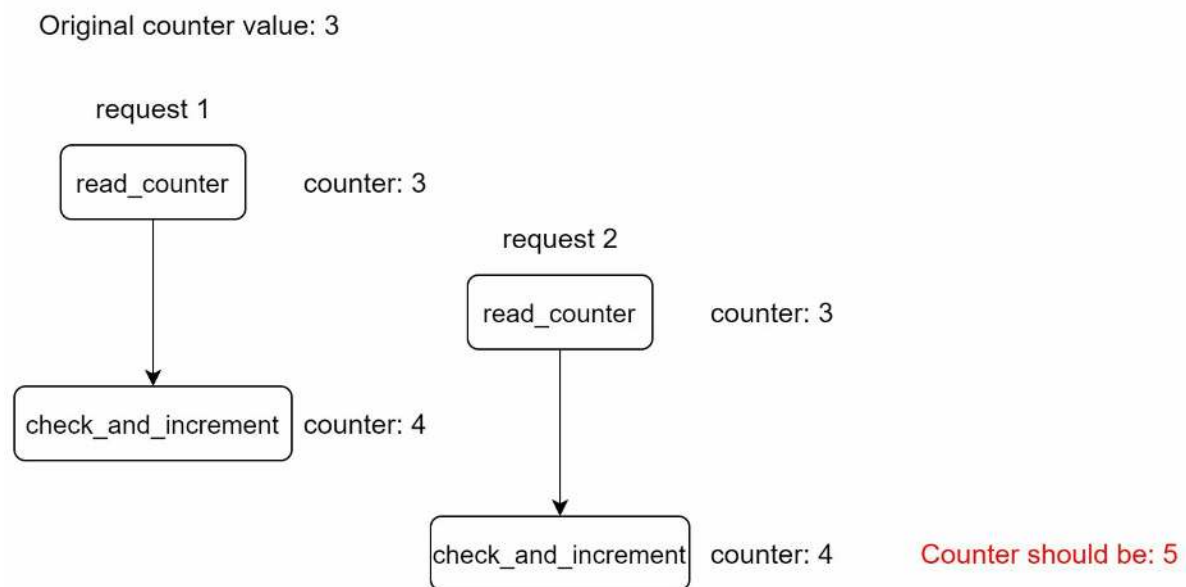 Original counter value: 3
request 1
read_counter
counter: 3
request 2
read_counter
counter: 3
check_and_increment
counter: 4
check_and_increment
counter: 4
Counter should be: 5